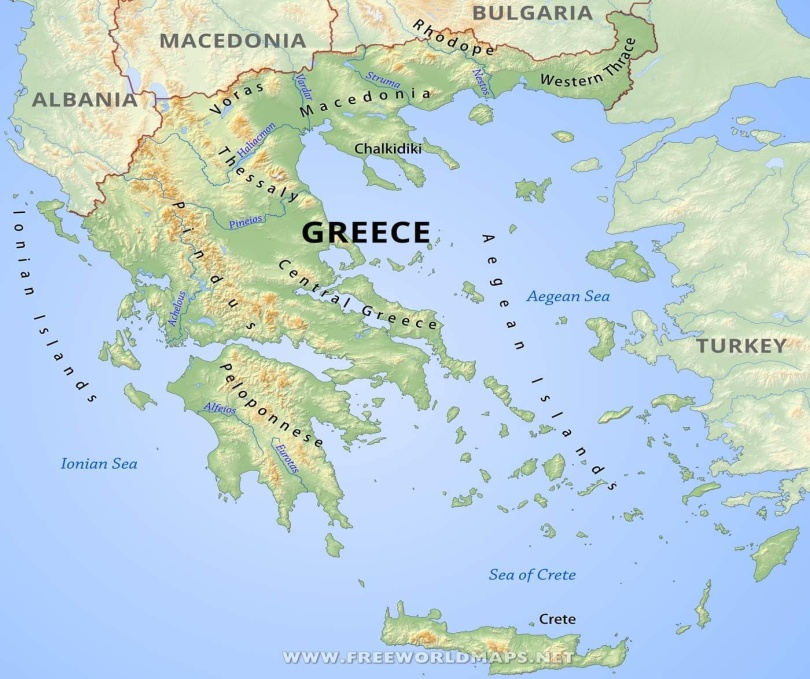 BULGARIA
Rhodope
MACEDONIA
Western Thrace
Struma
Nestos
Vardar
Voras
Macedonia
ALBANIA
Haliacmon
Chalkidiki
Thessaly
Pineios
Pindus
GREECE
Ionian Islands
Central Greece
Aegean Islands
Aegean Sea
Achelous
TURKEY
Peloponnese
Alfeios
Eurotas
Ionian Sea
Sea of Crete
Crete
WWW.FREEWORLDMAPS.NET